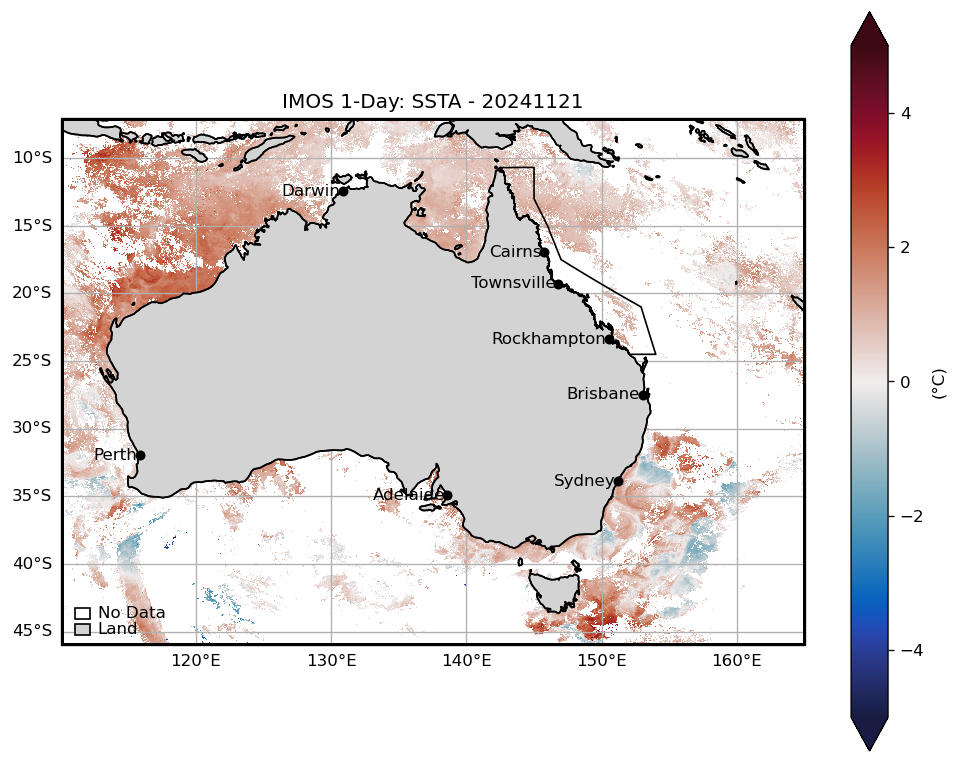 IMOS 1-Day: SSTA - 20241121
10°S
15°S
20°S
25°S
30°S
35°S
40°S
45°S
Darwin
Cairns
Townsville
Rockhampton
Brisbane
Perth
Sydney
Adelaide
No Data
Land
120°E 130°E 140°E 150°E 160°E
4
2
0
−2
−4
(°C)